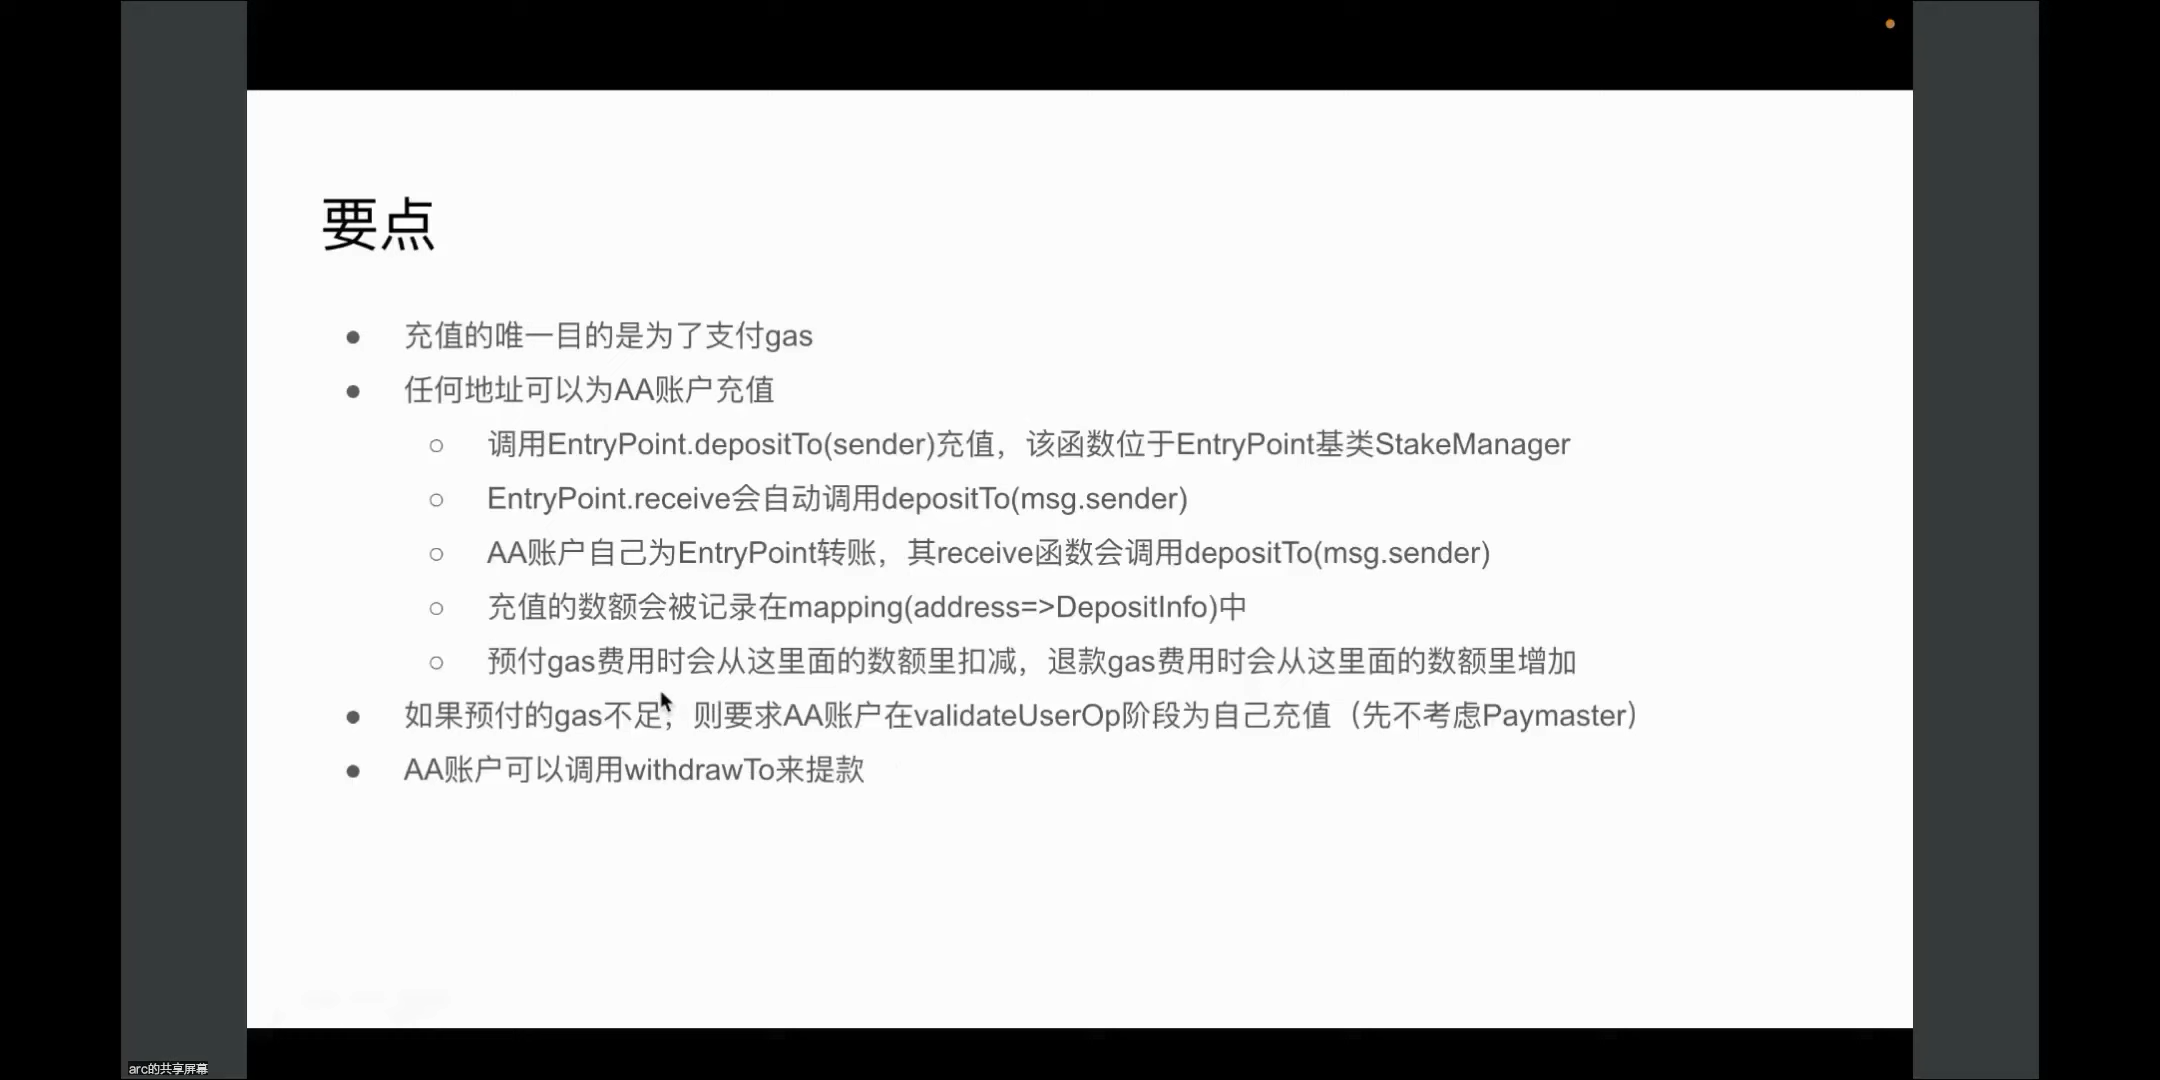 要点
● 充值的唯一目的是为了支付gas
● 任何地址可以为AA账户充值
○ 调用EntryPoint.depositTo(sender)充值，该函数位于EntryPoint基类StakeManager
○ EntryPoint.receive会自动调用depositTo(msg.sender)
○ AA账户自己为EntryPoint转账，其receive函数会调用depositTo(msg.sender)
○ 充值的数额会被记录在mapping(address=>DepositInfo)中
○ 预付gas费用时会从这里面的数额里扣减，退款gas费用时会从这里面的数额里增加
● 如果预付的gas不足，则要求AA账户在validateUserOp阶段为自己充值（先不考虑Paymaster）
● AA账户可以调用withdrawTo来提款
arc的共享屏幕